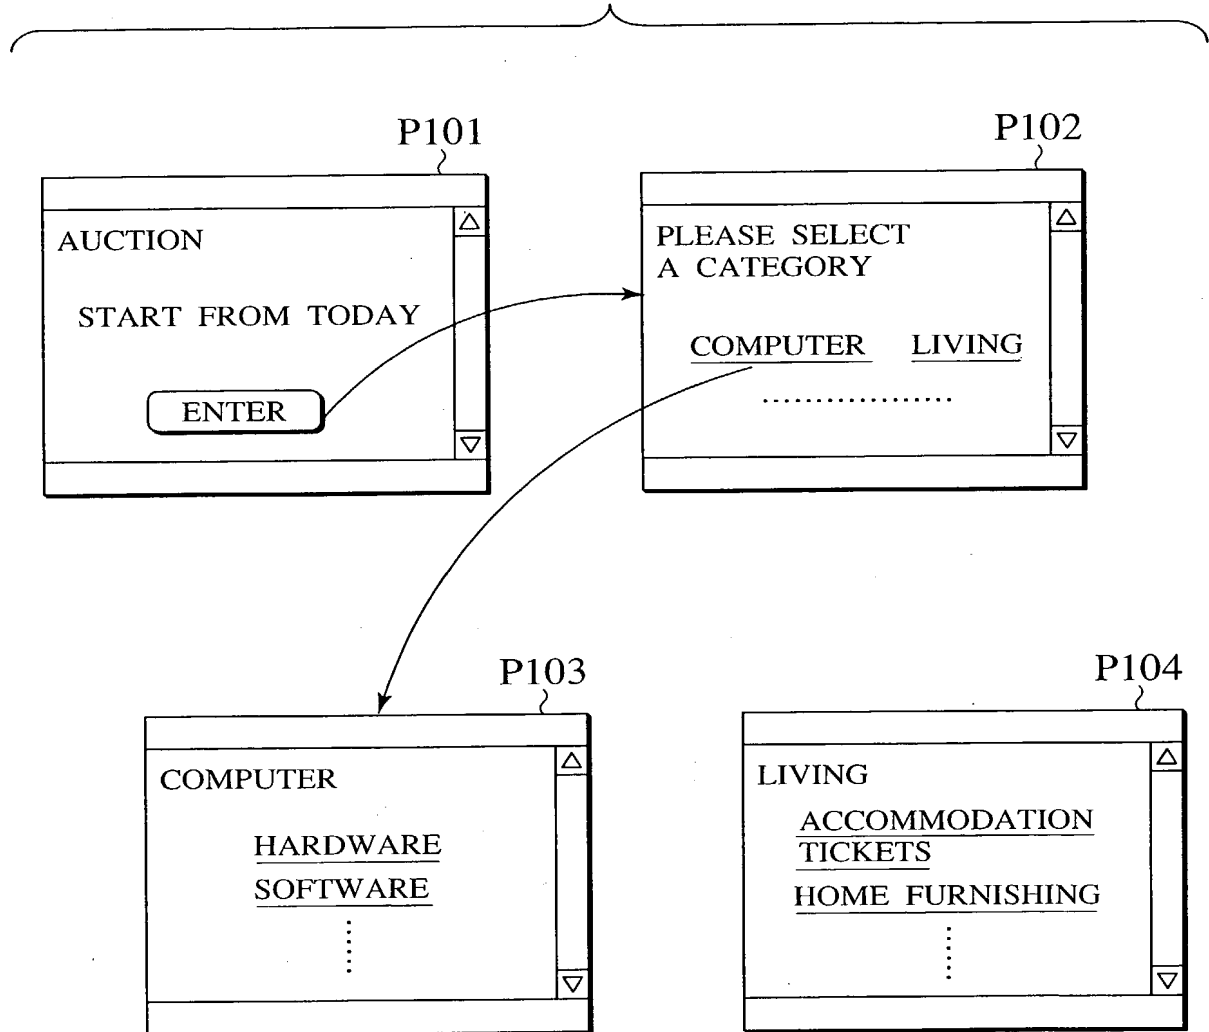 P101
AUCTION
START FROM TODAY
ENTER
P102
PLEASE SELECT
A CATEGORY
COMPUTER LIVING
..................
P103
COMPUTER
HARDWARE
SOFTWARE
P104
LIVING
ACCOMMODATION
TICKETS
HOME FURNISHING